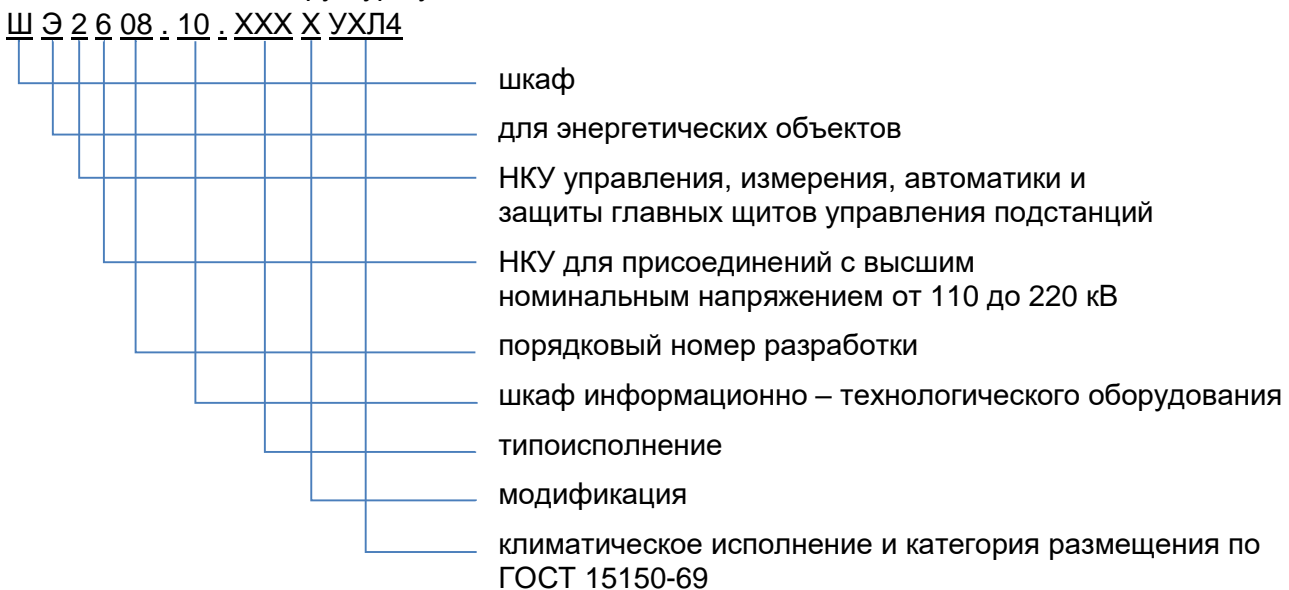 Ш Э 2 6 08 . 10 . ХХХ Х УХЛ4
шкаф
для энергетических объектов
НКУ управления, измерения, автоматики и
защиты главных щитов управления подстанций
НКУ для присоединений с высшим
номинальным напряжением от 110 до 220 кВ
порядковый номер разработки
шкаф информационно – технологического оборудования
типоисполнение
модификация
климатическое исполнение и категория размещения по
ГОСТ 15150-69